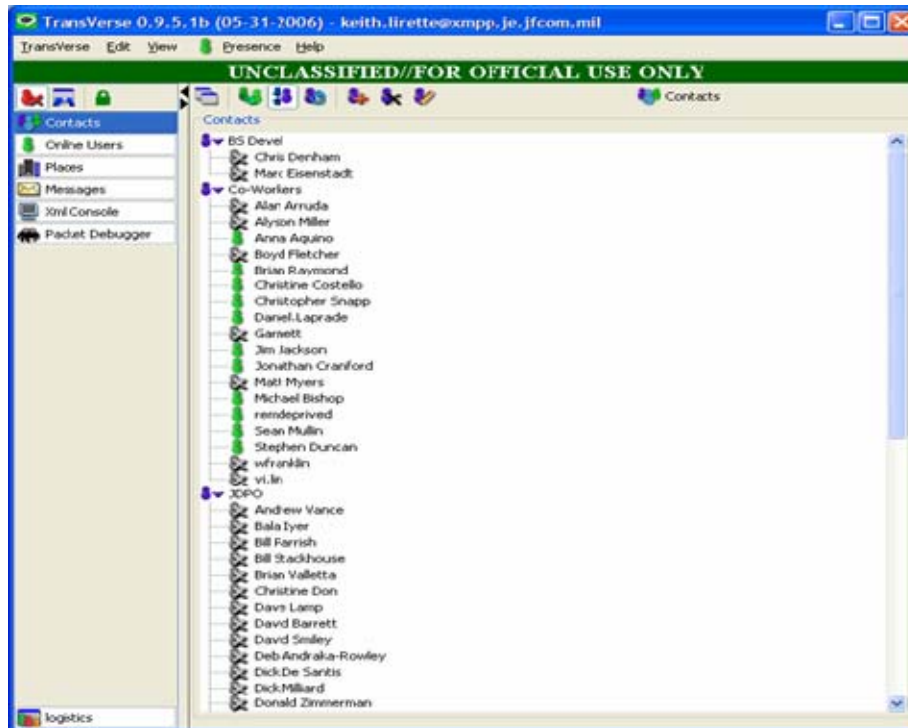 TransVerse 0.9.5.1b (05-31-2006) - keith.lirette@xmpp.je.jfcom.mil
TransVerse Edit View Presence Help
UNCLASSIFIED//FOR OFFICIAL USE ONLY
Contacts
Contacts
Online Users
Places
Messages
Xml Console
Packet Debugger
logistics
Contacts
BS Devel
Chris Denham
Marc Eisenstadt
Co-Workers
Alan Arruda
Alyson Miller
Anna Aquino
Boyd Fletcher
Brian Raymond
Christine Costello
Christopher Snapp
Daniel.Laprade
Garnett
Jim Jackson
Jonathan Cranford
Matt Myers
Michael Bishop
remdeprived
Sean Mullin
Stephen Duncan
wfranklin
vi.lin
JDPO
Andrew Vance
Bala Iyer
Bill Farrish
Bill Stackhouse
Brian Valletta
Christine Don
Dave Lamp
David Barrett
David Smiley
Deb Andraka-Rowley
Dick.De Santis
Dick.Milliard
Donald Zimmerman